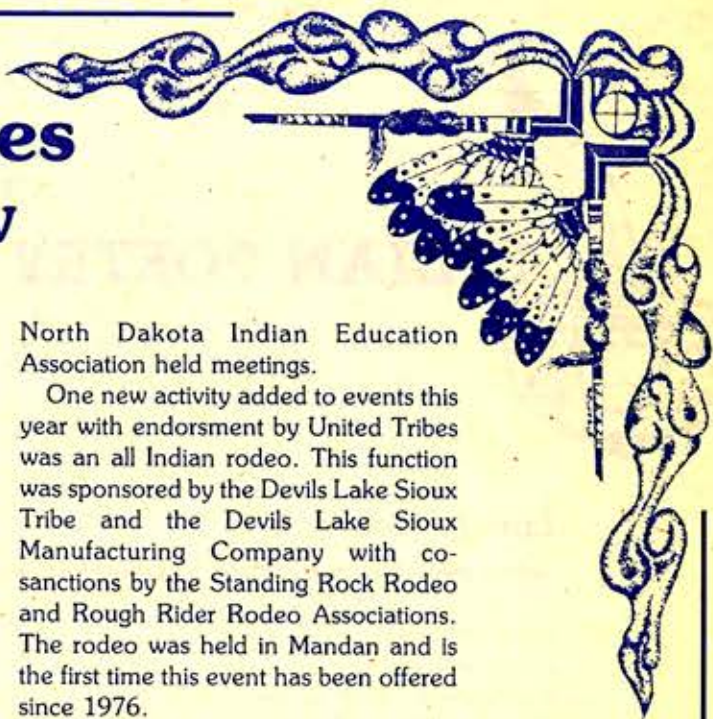 es
y
North Dakota Indian Education
Association held meetings.
One new activity added to events this
year with endorsment by United Tribes
was an all Indian rodeo. This function
was sponsored by the Devils Lake Sioux
Tribe and the Devils Lake Sioux
Manufacturing Company with co-
sanctions by the Standing Rock Rodeo
and Rough Rider Rodeo Associations.
The rodeo was held in Mandan and is
the first time this event has been offered
since 1976.